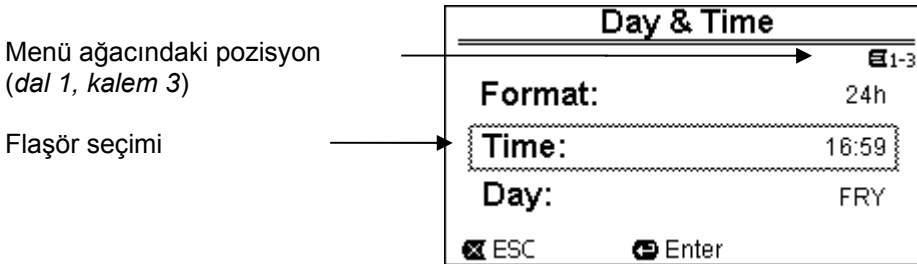 Day & Time
Menü ağacındaki pozisyon
(dal 1, kalem 3)
1-3
Format: 24h
Flaşör seçimi
Time: 16:59
Day: FRY
ESC Enter